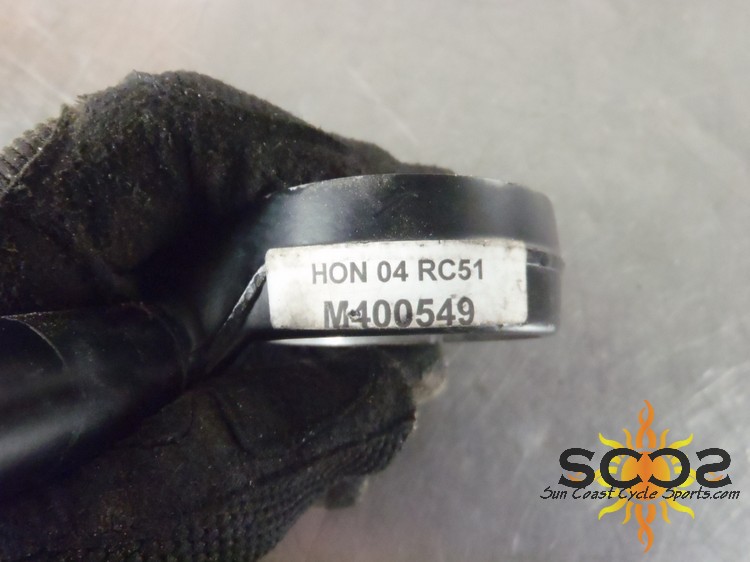 HON 04 RC51
M400549
SCCS
Sun Coast Cycle Sports.com